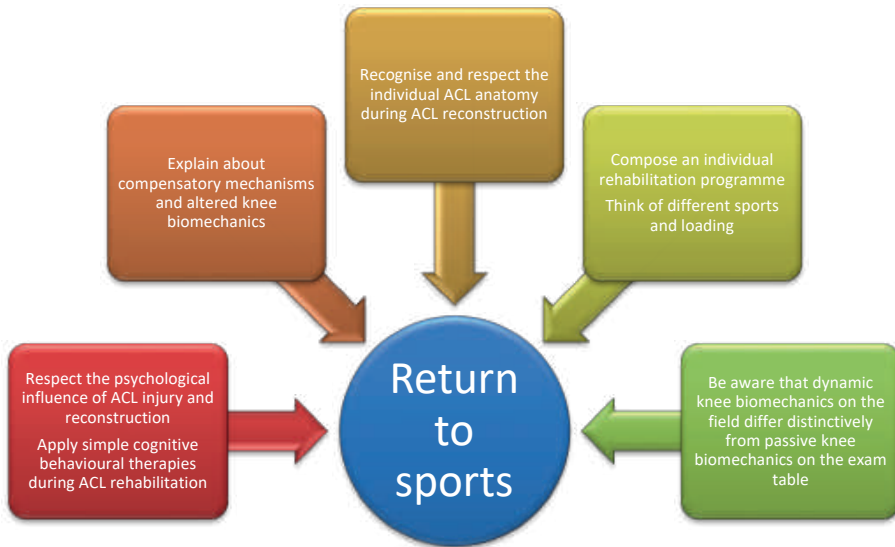 Respect the psychological
influence of ACL injury and
reconstruction
Apply simple cognitive
behavioural therapies
during ACL rehabilitation
Explain about
compensatory mechanisms
and altered knee
biomechanics
Recognise and respect the
individual ACL anatomy
during ACL reconstruction
Compose an individual
rehabilitation programme
Think of different sports
and loading
Be aware that dynamic
knee biomechanics on the
field differ distinctively
from passive knee
biomechanics on the exam
table
Return
to
sports